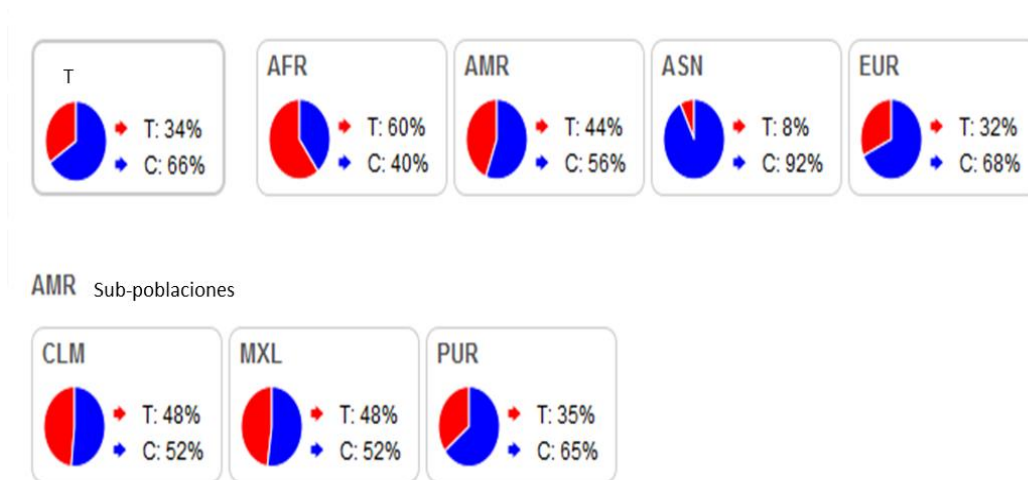 T
T: 34%
C: 66%
AFR
T: 60%
C: 40%
AMR
T: 44%
C: 56%
ASN
T: 8%
C: 92%
EUR
T: 32%
C: 68%
AMR Sub-poblaciones
CLM
T: 48%
C: 52%
MXL
T: 48%
C: 52%
PUR
T: 35%
C: 65%